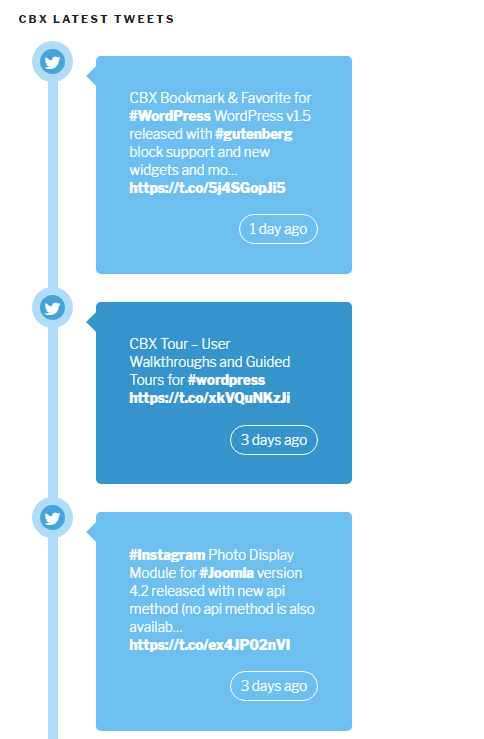 CBX LATEST TWEETS
CBX Bookmark & Favorite for
#WordPress WordPress v1.5
released with #gutenberg
block support and new
widgets and mo...
https://t.co/5j4SGopJi5
1 day ago
CBX Tour – User
Walkthroughs and Guided
Tours for #wordpress
https://t.co/xkVQuNKzJi
3 days ago
#Instagram Photo Display
Module for #Joomla version
4.2 released with new api
method (no api method is also
availab...
https://t.co/ex4JP02nVI
3 days ago